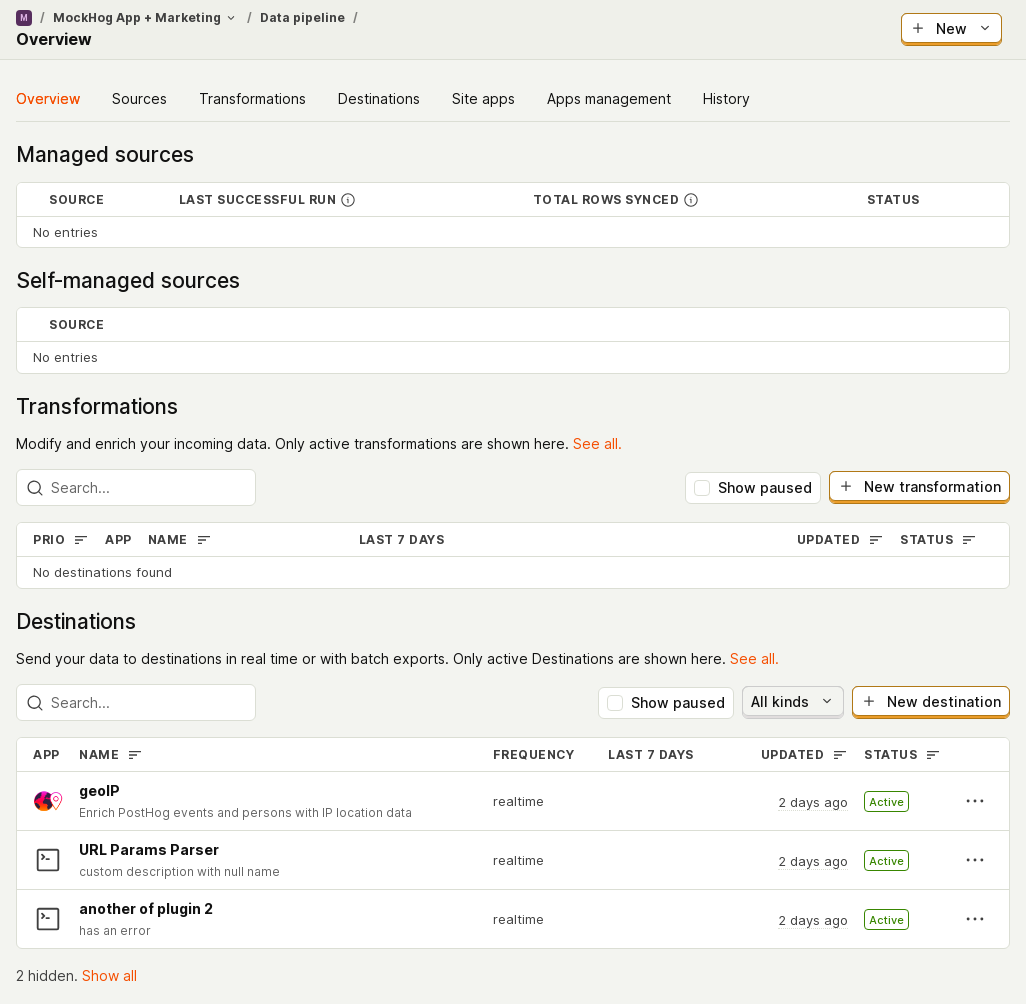 M / MockHog App + Marketing / Data pipeline /
Overview
New
Overview Sources Transformations Destinations Site apps Apps management History
Managed sources
SOURCE LAST SUCCESSFUL RUN TOTAL ROWS SYNCED STATUS
No entries
Self-managed sources
SOURCE
No entries
Transformations
Modify and enrich your incoming data. Only active transformations are shown here. See all.
Search... Show paused New transformation
PRIO APP NAME LAST 7 DAYS UPDATED STATUS
No destinations found
Destinations
Send your data to destinations in real time or with batch exports. Only active Destinations are shown here. See all.
Search... Show paused All kinds New destination
APP NAME FREQUENCY LAST 7 DAYS UPDATED STATUS
geoIP
Enrich PostHog events and persons with IP location data
realtime 2 days ago Active
URL Params Parser
custom description with null name
realtime 2 days ago Active
another of plugin 2
has an error
realtime 2 days ago Active
2 hidden. Show all